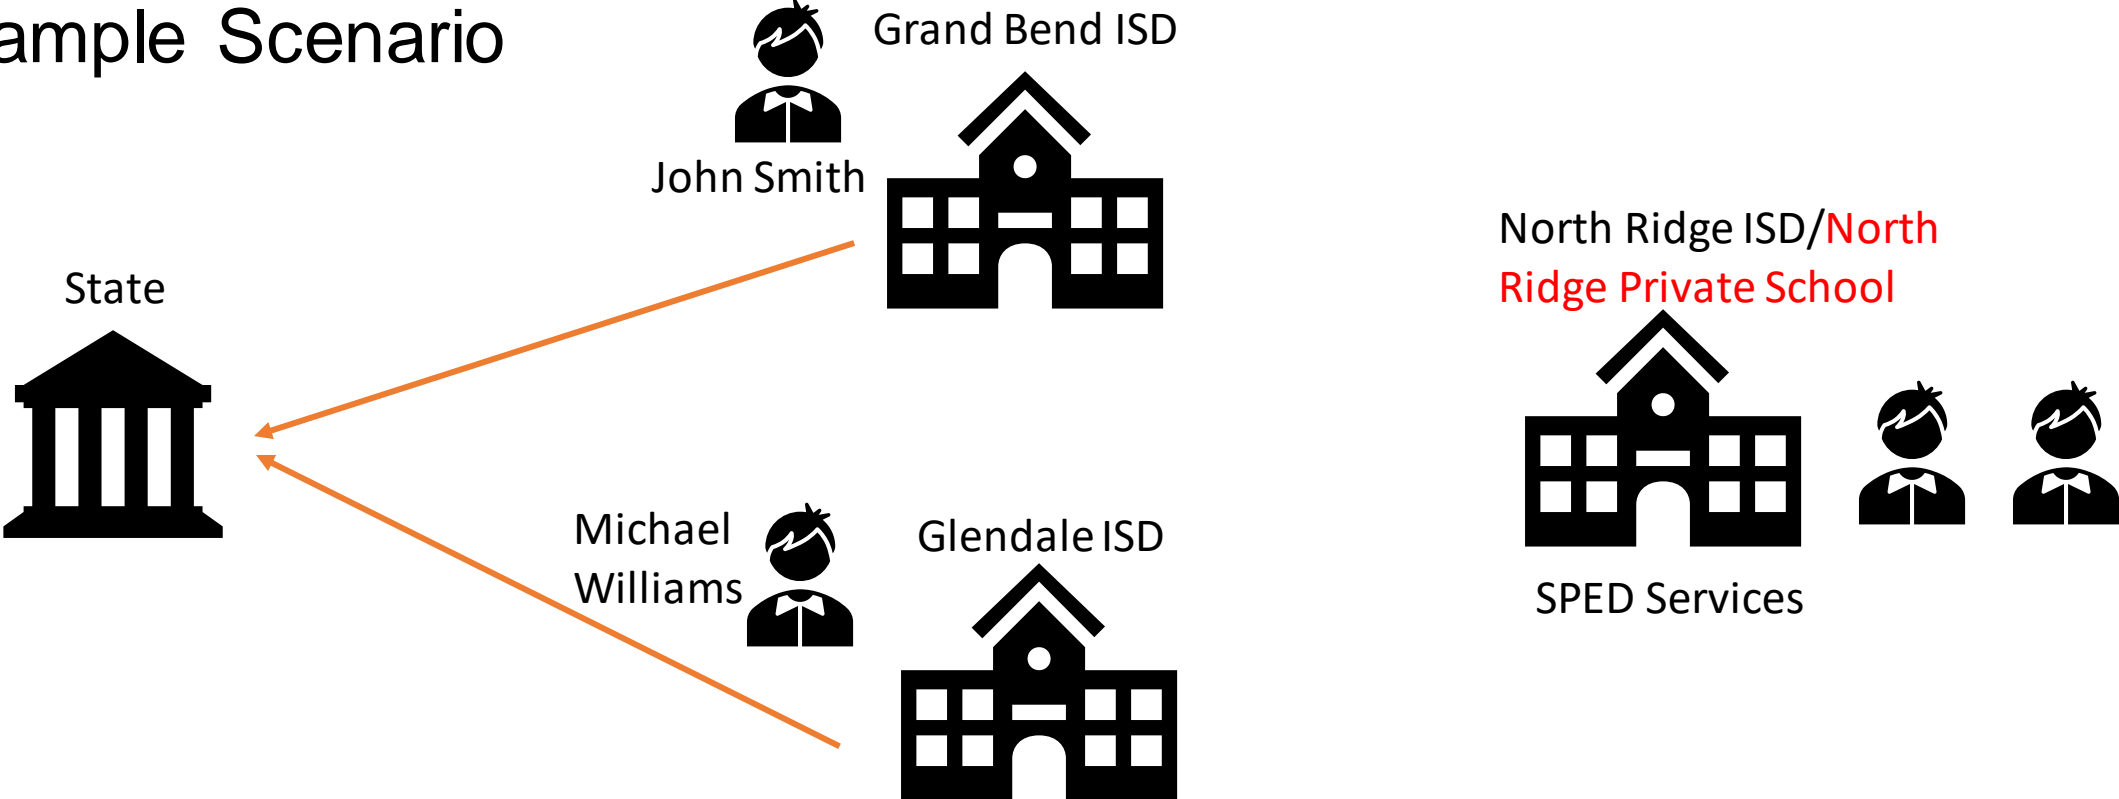 ample Scenario
Grand Bend ISD
John Smith
North Ridge ISD/North
Ridge Private School
State
Michael
Williams
Glendale ISD
SPED Services